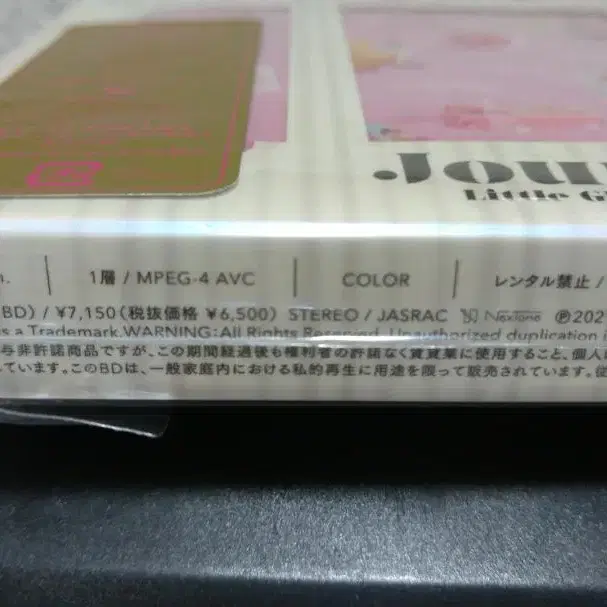 Jour
Little G
n. | 1層 / MPEG-4 AVC | COLOR | レンタル禁止 /
BD) / ¥7,150(税抜価格 ¥6,500) STEREO / JASRAC NexTone ℗202
s a Trademark.WARNING:All Rights Reserved. Unauthorized duplication i
与非許諾商品ですが、この期間経過後も権利者の許諾なく賃貸業に使用すること、個人
ています。このBDは、一般家庭内における私的再生に用途を限って販売されています。従